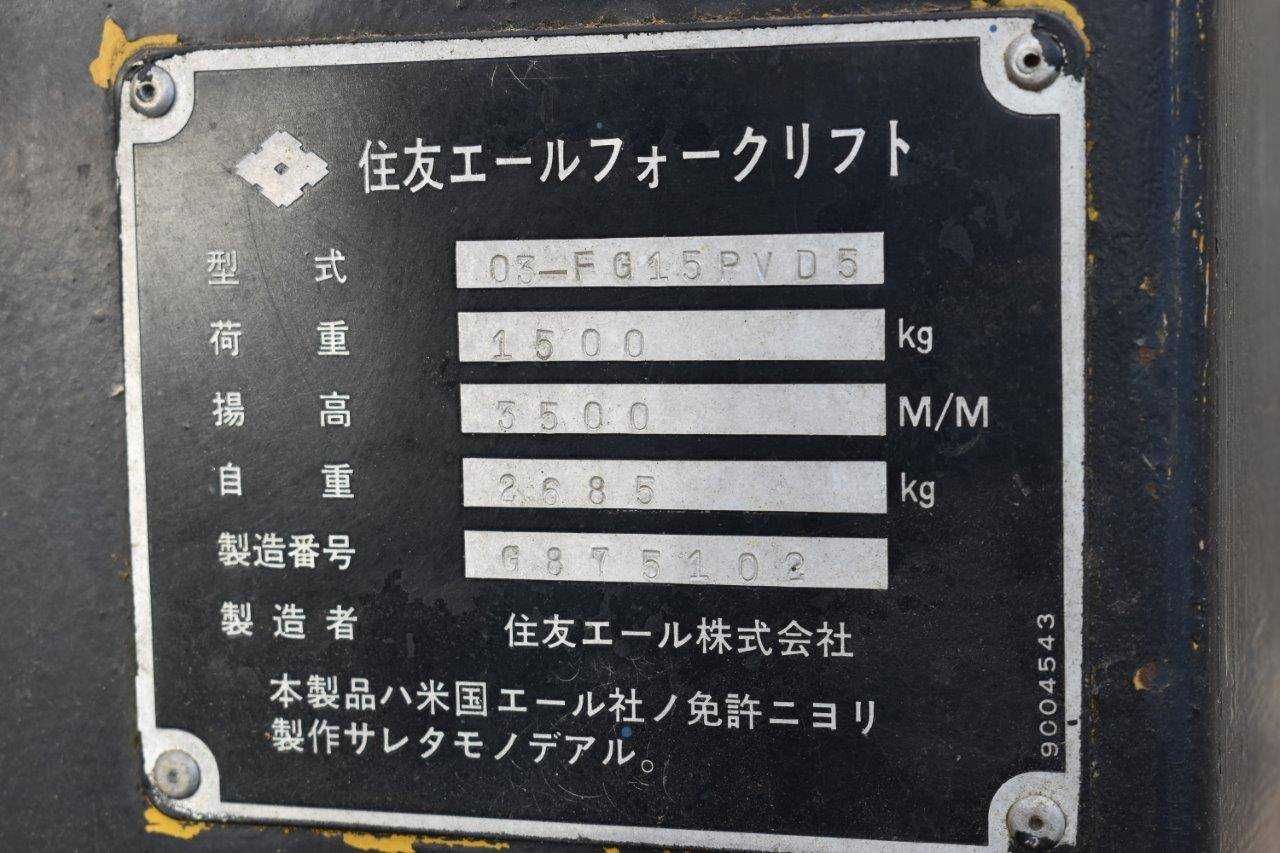 住友エールフォークリフト
型式 03-FG15PVD5
荷重 1500 kg
揚高 3500 M/M
自重 2685 kg
製造番号 G875102
製造者 住友エール株式会社
本製品ハ米国エール社ノ免許ニヨリ
製作サレタモノデアル。
9004543